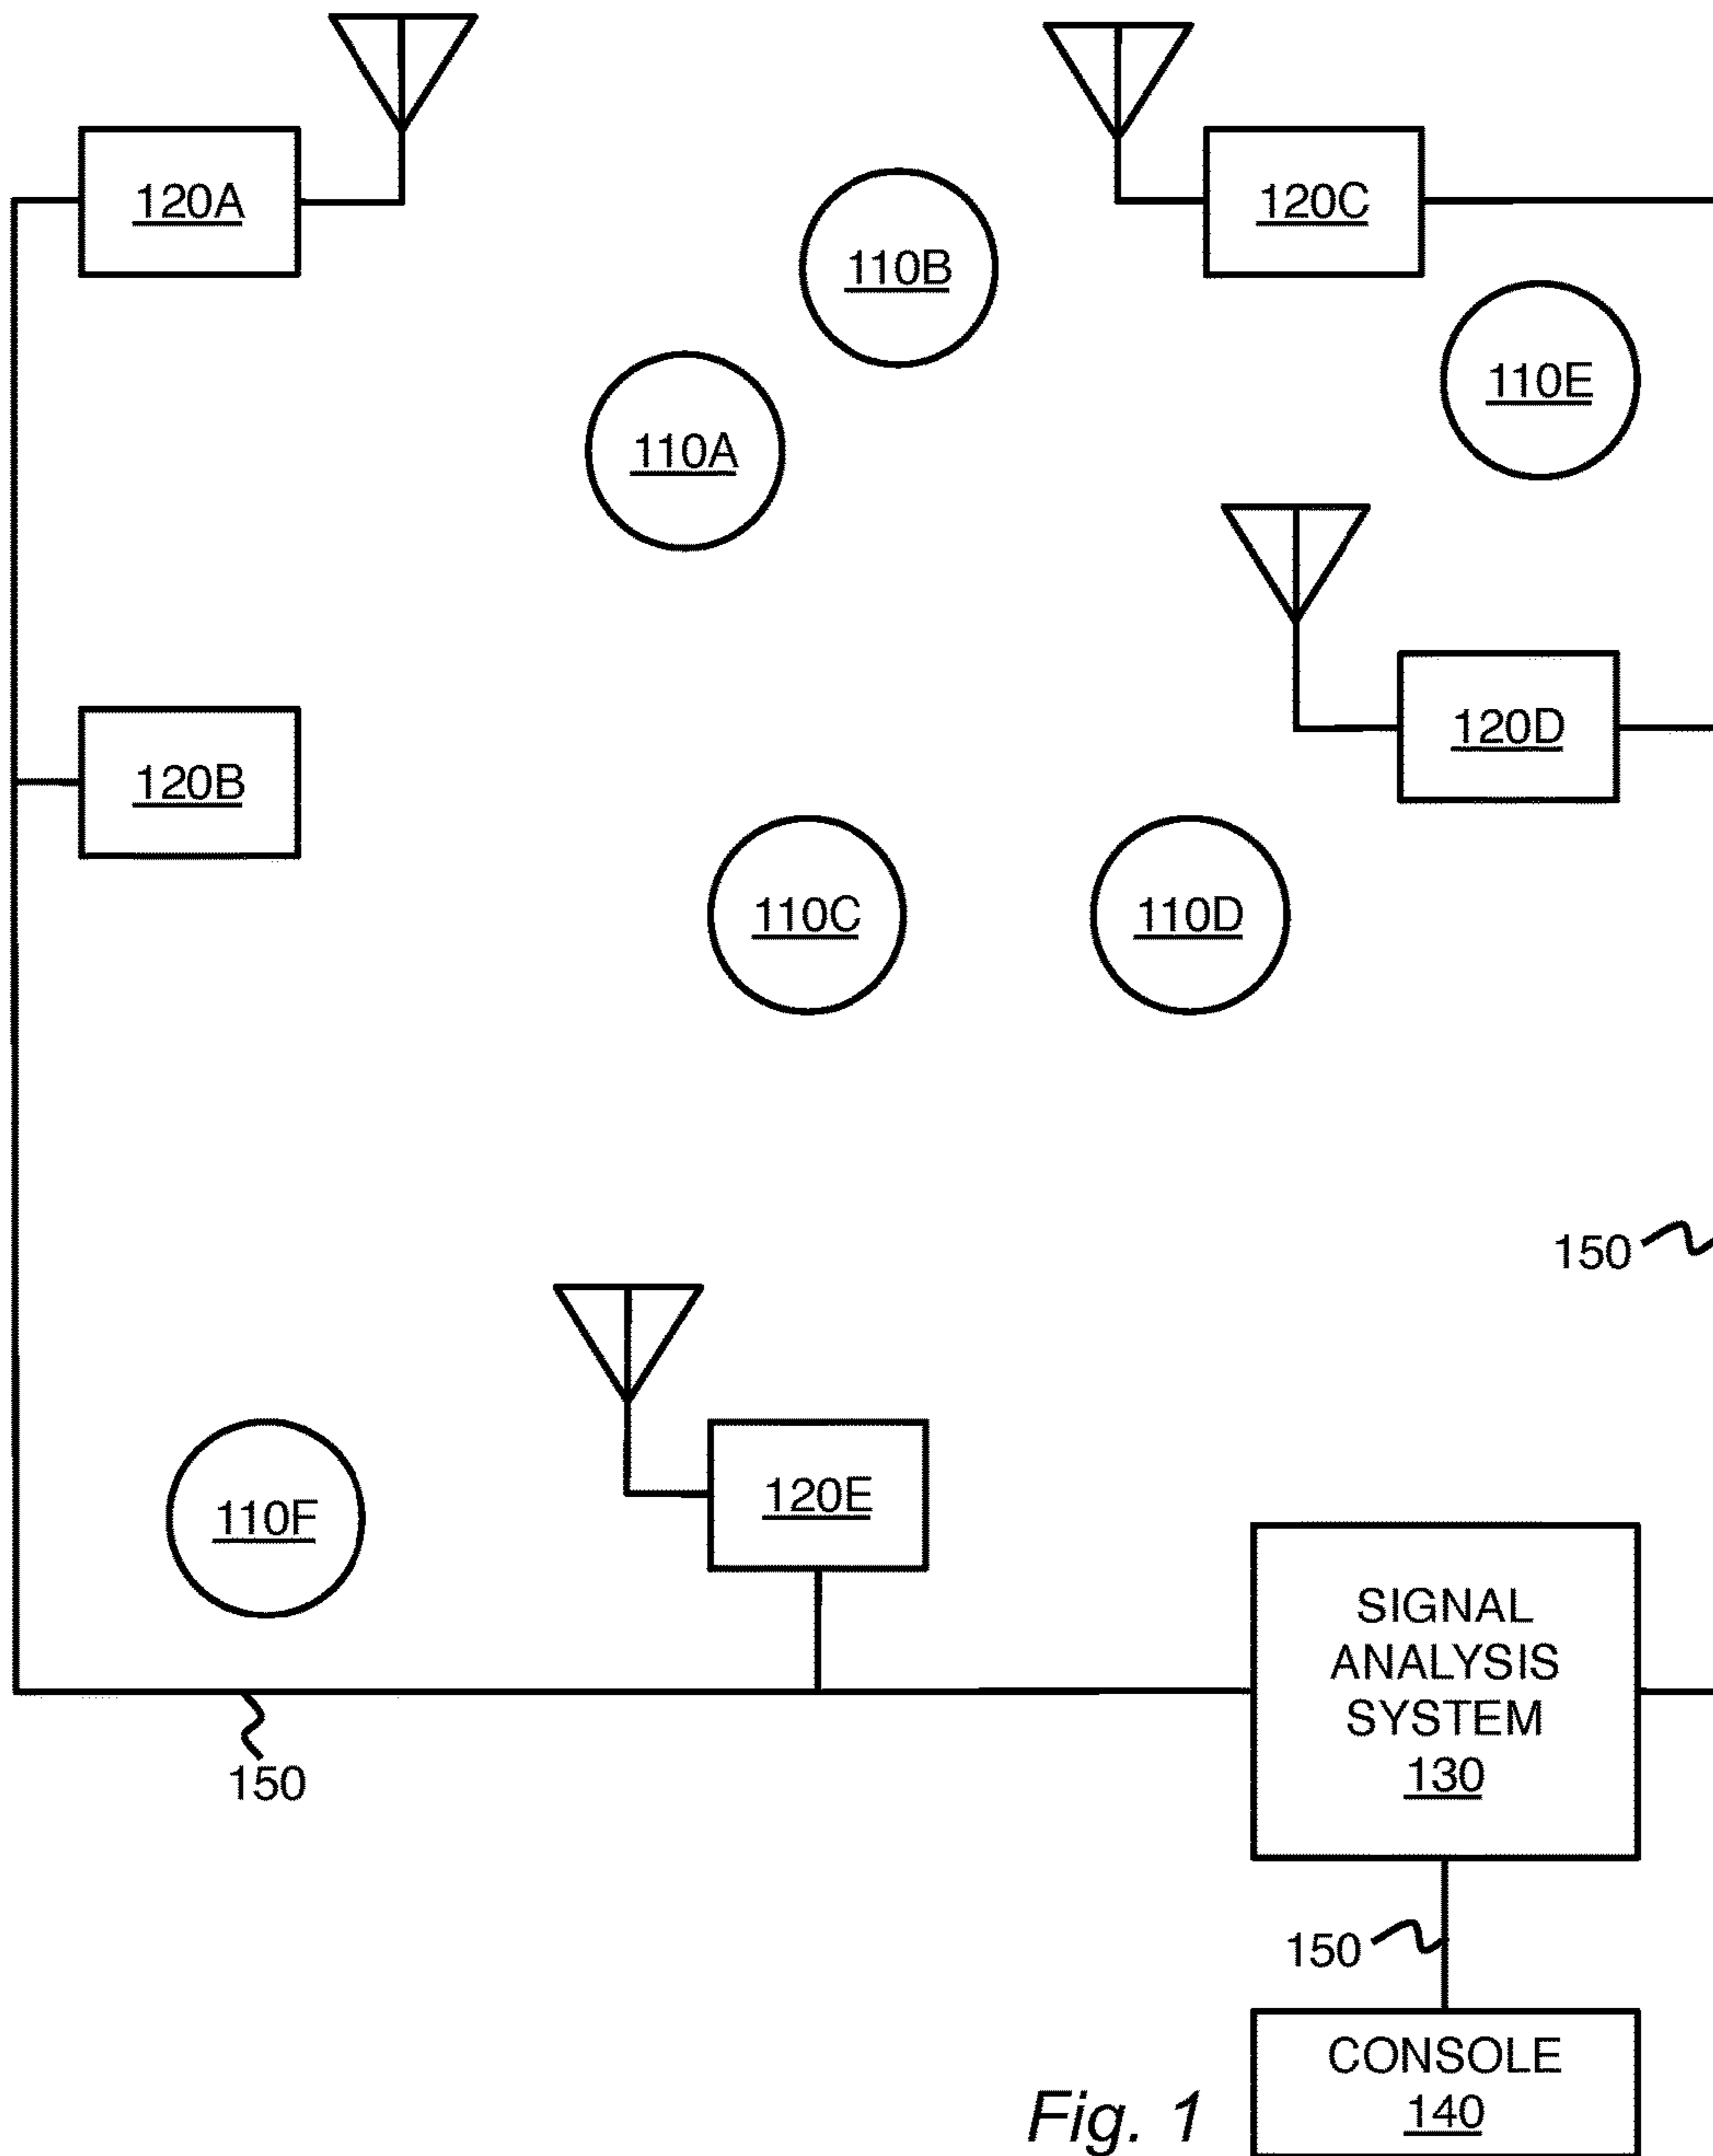 120A
120C
110B
110E
110A
120D
120B
110C
110D
150
120E
110F
SIGNAL
ANALYSIS
SYSTEM
130
150
150
CONSOLE
140
Fig. 1